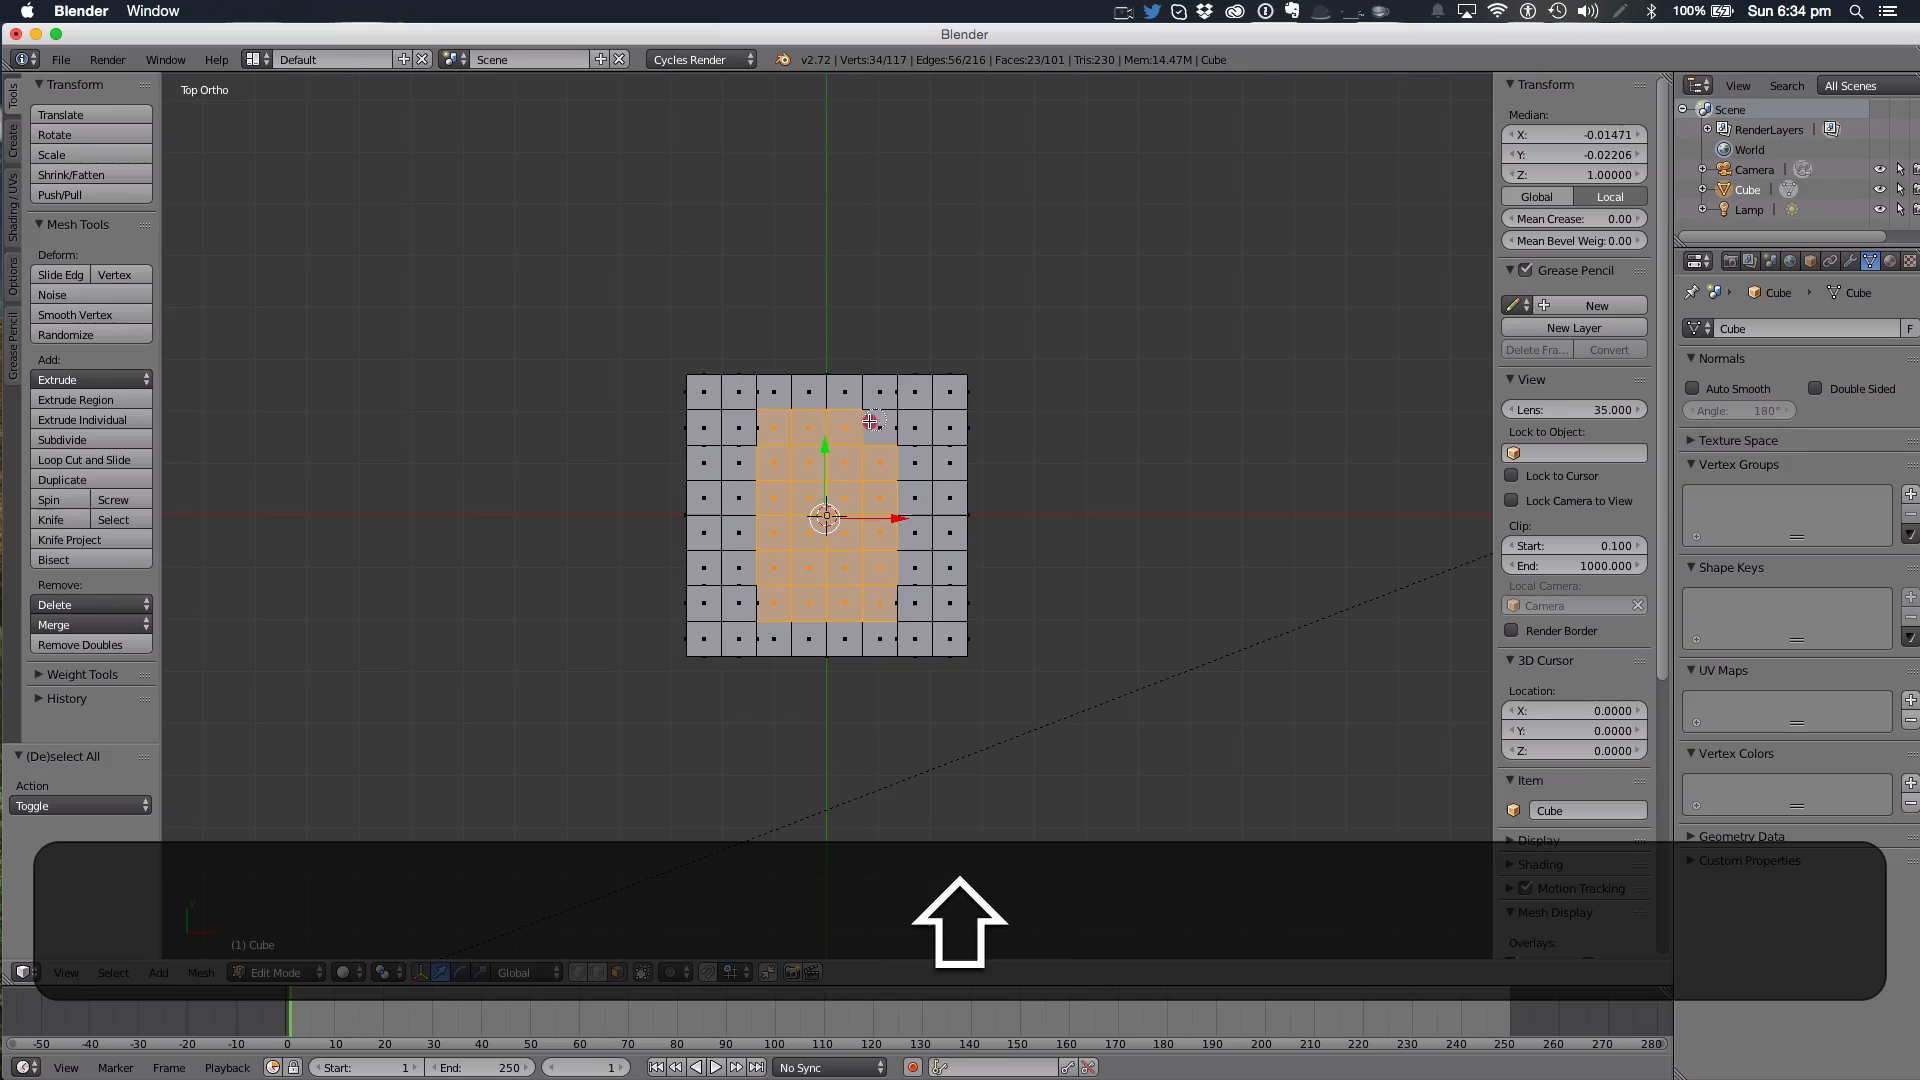 Blender Window 100% Sun 6:34 pm
Blender
File Render Window Help Default Scene Cycles Render v2.72 | Verts:34/117 | Edges:56/216 | Faces:23/101 | Tris:230 | Mem:14.47M | Cube
Tools
Create
Shading / UVs
Options
Grease Pencil
Transform
Translate
Rotate
Scale
Shrink/Fatten
Push/Pull
Mesh Tools
Deform:
Slide Edg Vertex
Noise
Smooth Vertex
Randomize
Add:
Extrude
Extrude Region
Extrude Individual
Subdivide
Loop Cut and Slide
Duplicate
Spin Screw
Knife Select
Knife Project
Bisect
Remove:
Delete
Merge
Remove Doubles
Weight Tools
History
(De)select All
Action
Toggle
Top Ortho
y
(1) Cube
Transform
Median:
X: -0.01471
Y: -0.02206
Z: 1.00000
Global Local
Mean Crease: 0.00
Mean Bevel Weig: 0.00
Grease Pencil
New
New Layer
Delete Fra... Convert
View
Lens: 35.000
Lock to Object:
Lock to Cursor
Lock Camera to View
Clip:
Start: 0.100
End: 1000.000
Local Camera:
Camera
Render Border
3D Cursor
Location:
X: 0.0000
Y: 0.0000
Z: 0.0000
Item
Cube
Display
Shading
Motion Tracking
Mesh Display
Overlays:
View Search All Scenes
Scene
RenderLayers |
World
Camera |
Cube |
Lamp |
Cube Cube
Cube F
Normals
Auto Smooth Double Sided
Angle: 180°
Texture Space
Vertex Groups
Shape Keys
UV Maps
Vertex Colors
Geometry Data
Custom Properties
View Select Add Mesh Edit Mode Global
-50 -40 -30 -20 -10 0 10 20 30 40 50 60 70 80 90 100 110 120 130 140 150 160 170 180 190 200 210 220 230 240 250 260 270 280
View Marker Frame Playback Start: 1 End: 250 1 No Sync